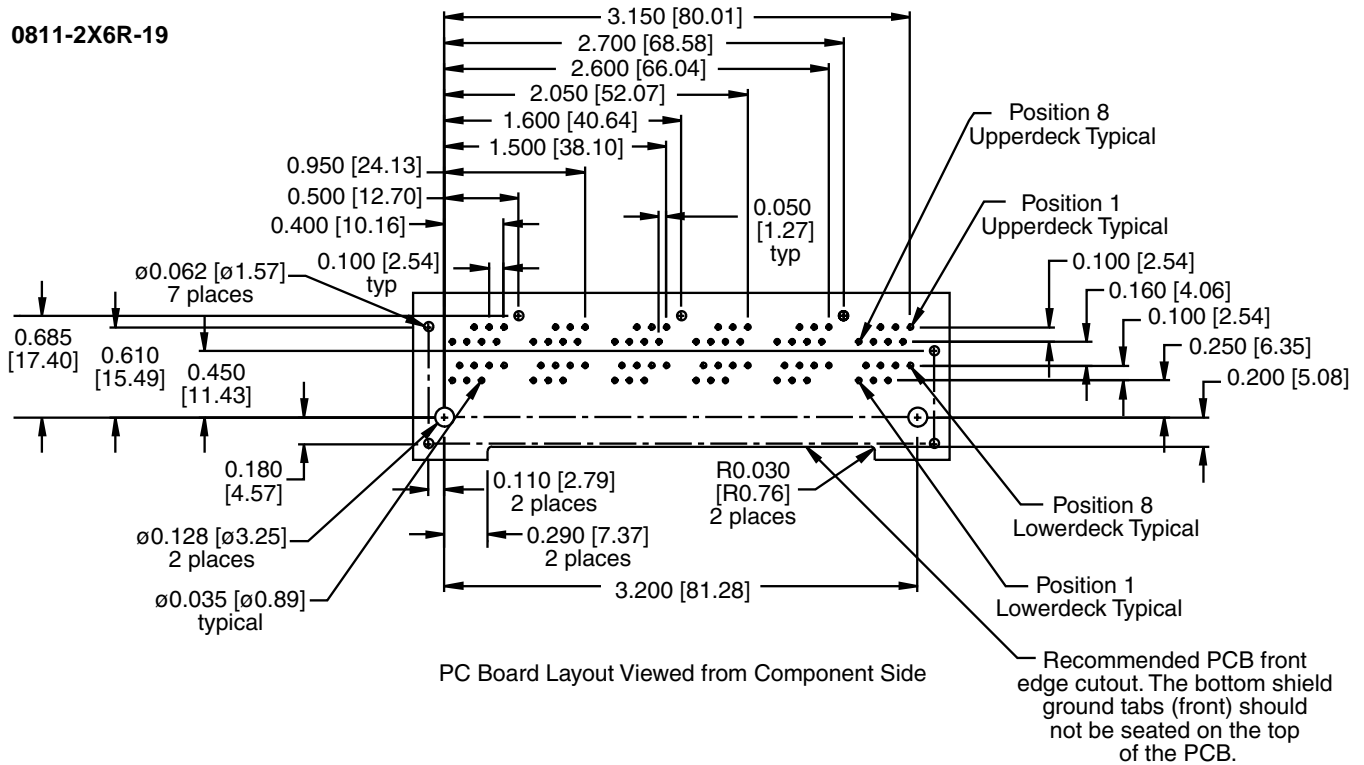 0811-2X6R-19
3.150 [80.01]
2.700 [68.58]
2.600 [66.04]
2.050 [52.07]
1.600 [40.64]
1.500 [38.10]
0.950 [24.13]
0.500 [12.70]
0.400 [10.16]
0.100 [2.54]
typ
0.050
[1.27]
typ
Position 8
Upperdeck Typical
Position 1
Upperdeck Typical
ø0.062 [ø1.57]
7 places
0.100 [2.54]
0.160 [4.06]
0.100 [2.54]
0.250 [6.35]
0.200 [5.08]
0.685
[17.40]
0.610
[15.49]
0.450
[11.43]
0.180
[4.57]
0.110 [2.79]
2 places
R0.030
[R0.76]
2 places
ø0.128 [ø3.25]
2 places
0.290 [7.37]
2 places
Position 8
Lowerdeck Typical
ø0.035 [ø0.89]
typical
3.200 [81.28]
Position 1
Lowerdeck Typical
PC Board Layout Viewed from Component Side
Recommended PCB front
edge cutout. The bottom shield
ground tabs (front) should
not be seated on the top
of the PCB.